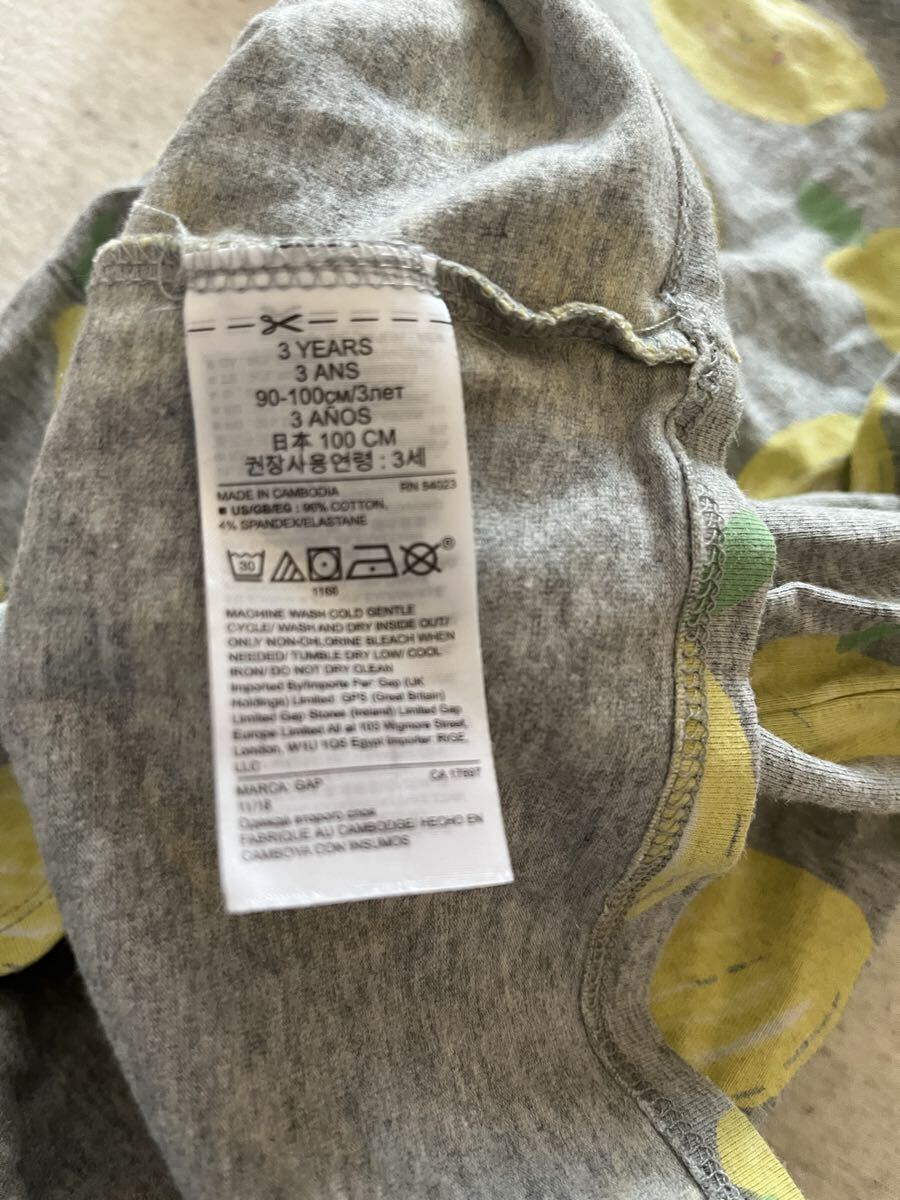 3 YEARS
3 ANS
90-100см/3лет
3 AÑOS
日本 100 CM
권장사용연령 : 3세
MADE IN CAMBODIA RN 54023
■ US/GB/EG : 96% COTTON,
4% SPANDEX/ELASTANE
30
1160
MACHINE WASH COLD GENTLE
CYCLE/ WASH AND DRY INSIDE OUT/
ONLY NON-CHLORINE BLEACH WHEN
NEEDED/ TUMBLE DRY LOW/ COOL
IRON/ DO NOT DRY CLEAN
Imported By/Importe Par Gap (UK
Holdings) Limited GPS (Great Britain)
Limited Gap Stores (Ireland) Limited Gap
Europe Limited All at Wigmore Street,
London, W1U Egypt Importer RISE,
LLC
MARCA: GAP CA 17897
11/18
Одежда второго слоя
FABRIQUE AU CAMBODGE/ HECHO EN
CAMBOYA CON INSUMOS